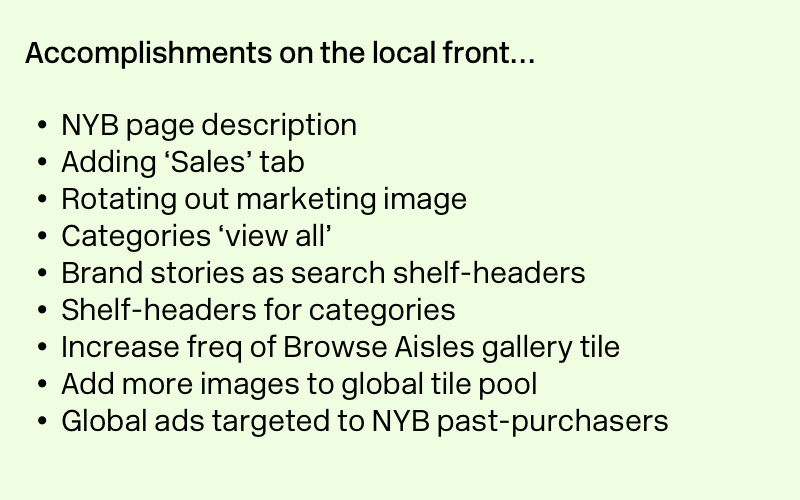 Accomplishments on the local front...
• NYB page description
• Adding ‘Sales’ tab
• Rotating out marketing image
• Categories ‘view all’
• Brand stories as search shelf-headers
• Shelf-headers for categories
• Increase freq of Browse Aisles gallery tile
• Add more images to global tile pool
• Global ads targeted to NYB past-purchasers